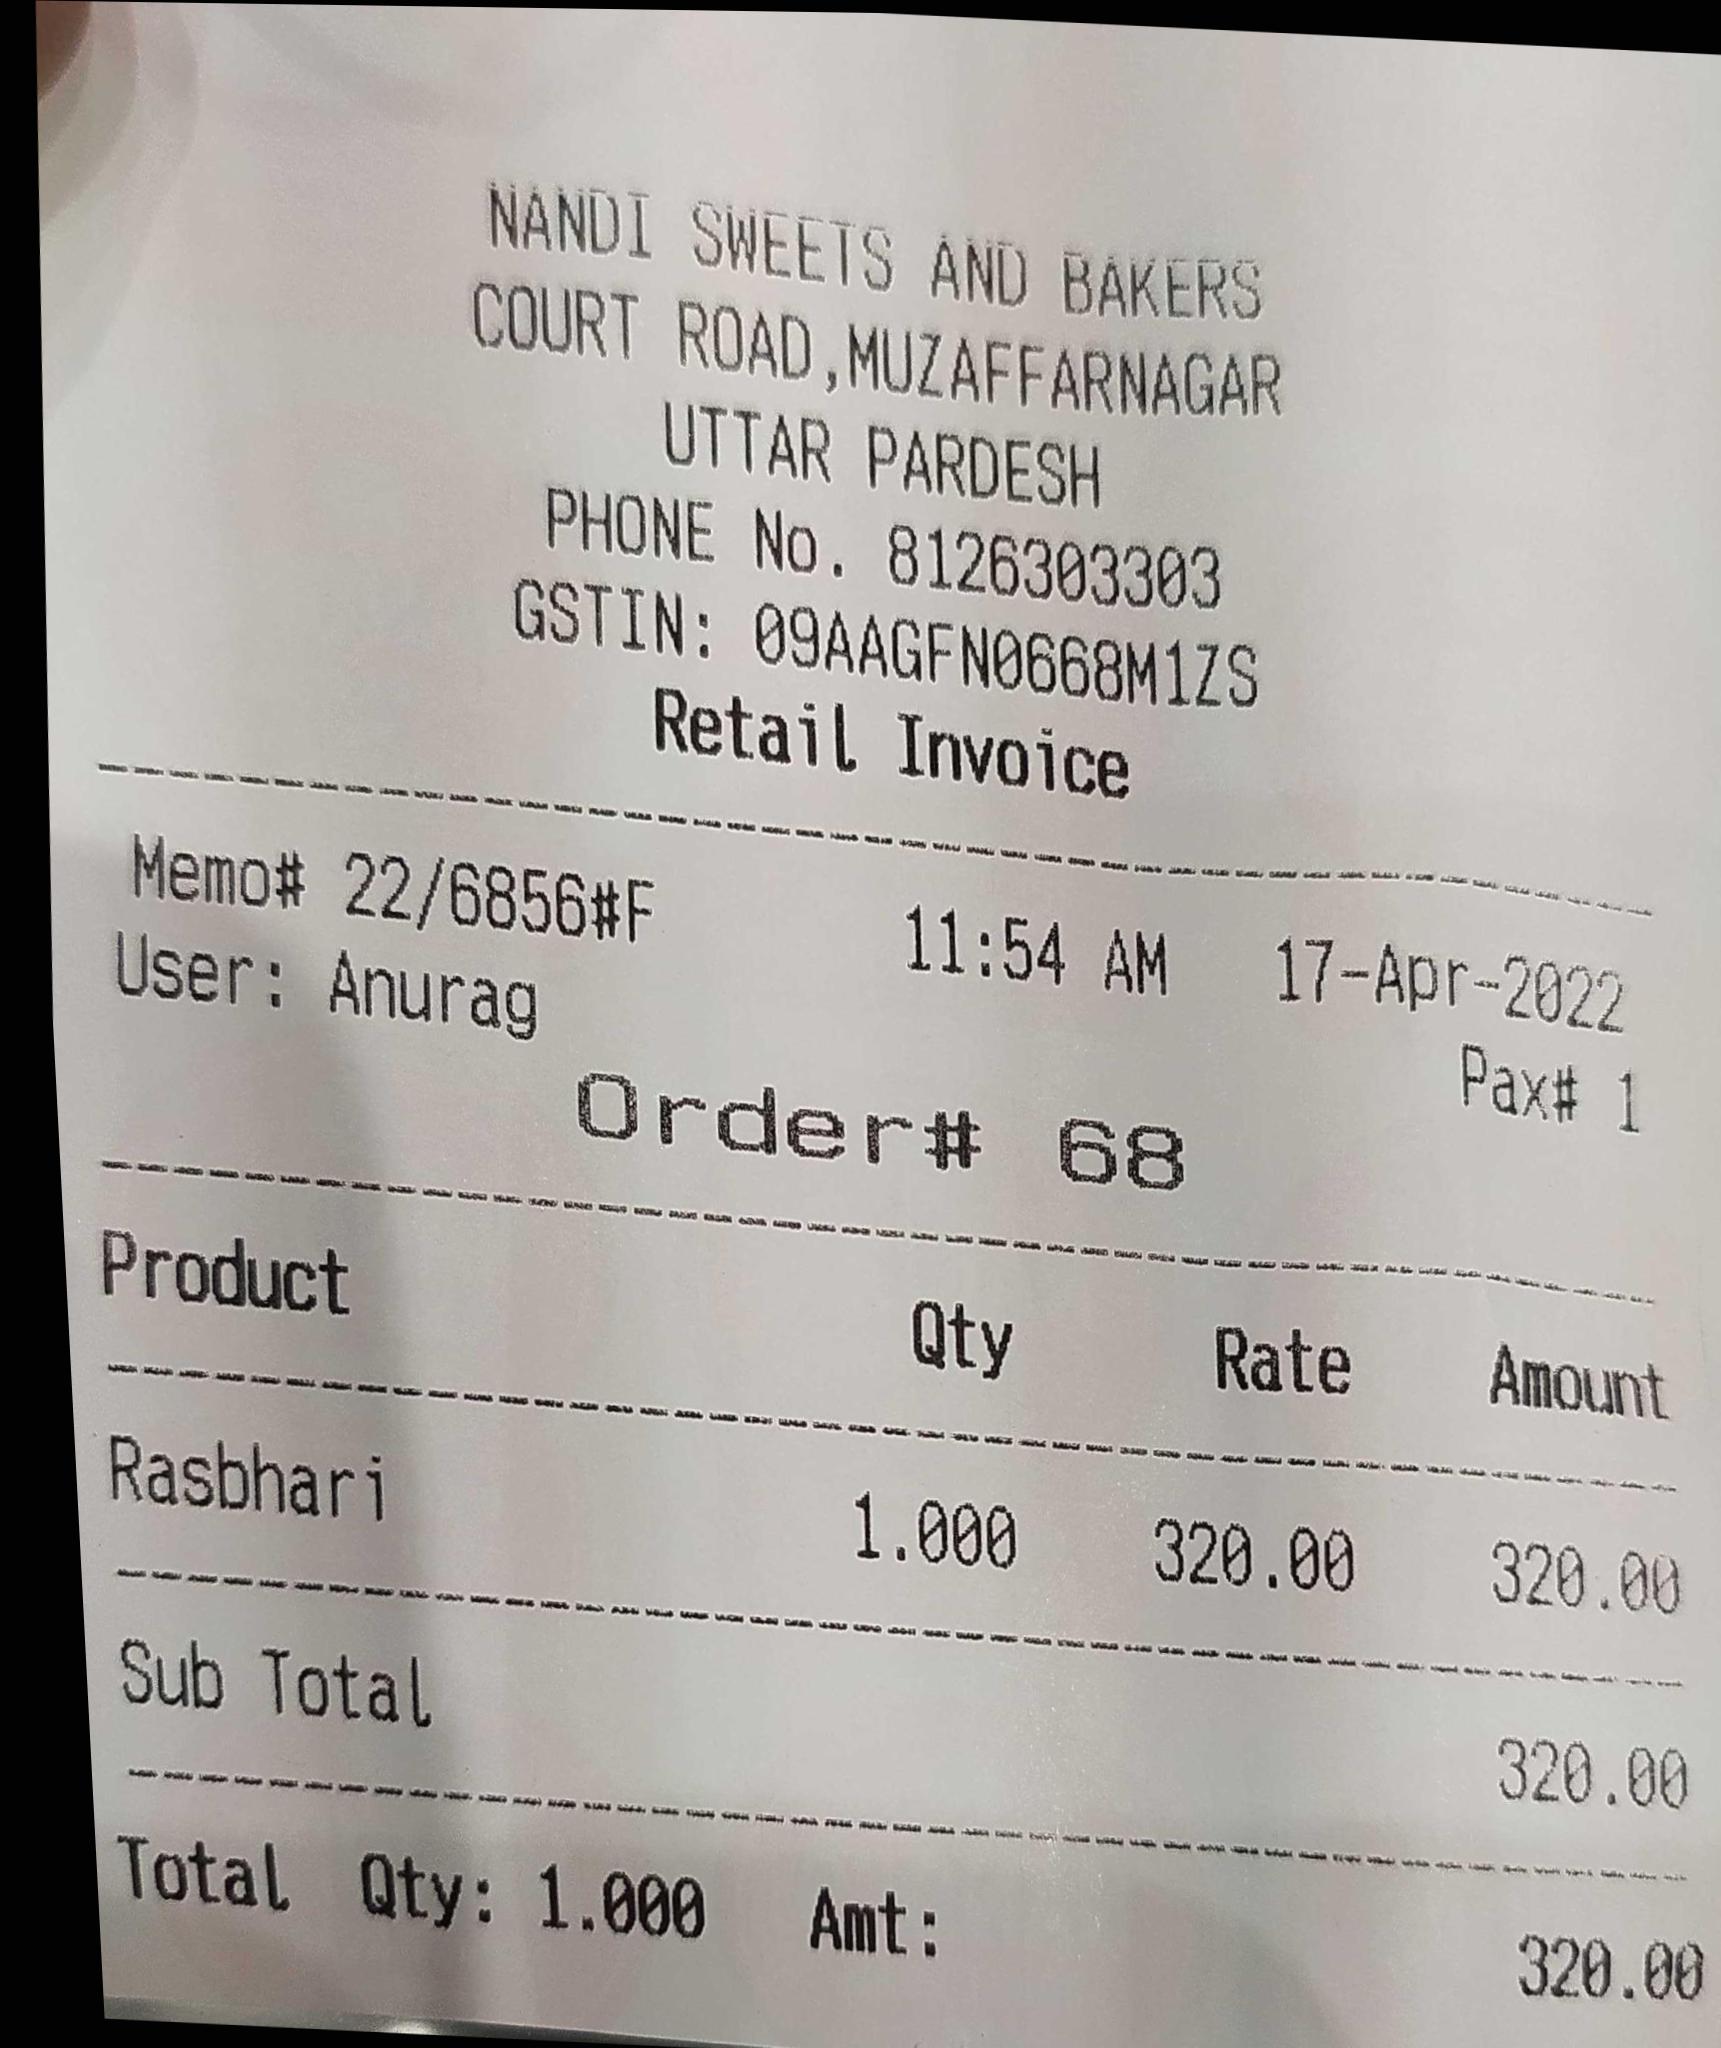 NANDI SWEETS AND BAKERS
COURT ROAD,MUZAFFARNAGAR
UTTAR PARDESH
PHONE No. 8126303303
GSTIN: 09AAGFN0668M1ZS
Retail Invoice
Memo# 22/6856#F 11:54 AM 17-Apr-2022
User: Anurag Pax# 1
Order# 68
Product Qty Rate Amount
Rasbhari 1.000 320.00 320.00
Sub Total 320.00
Total Qty: 1.000 Amt: 320.00